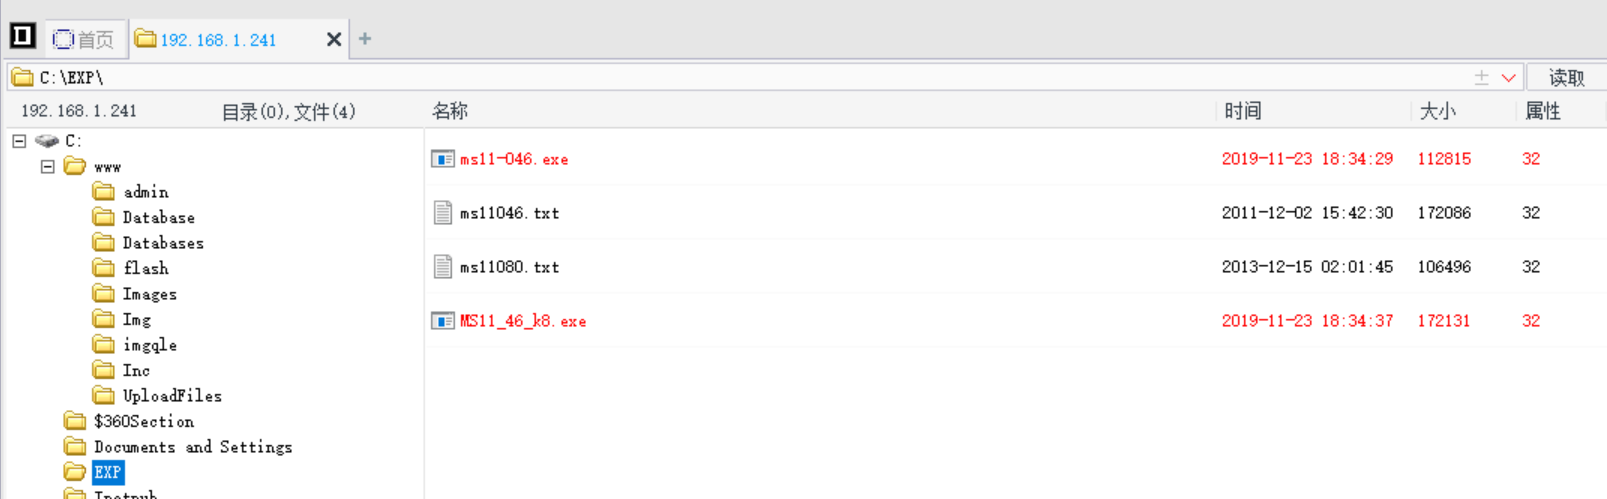 首页
192.168.1.241
C:\EXP\
读取
192.168.1.241 目录(0),文件(4)
名称 时间 大小 属性
C:
www
admin
Database
Databases
flash
Images
Img
imgqle
Inc
UploadFiles
$360Section
Documents and Settings
EXP
Inetpub
ms11-046.exe 2019-11-23 18:34:29 112815 32
ms11046.txt 2011-12-02 15:42:30 172086 32
ms11080.txt 2013-12-15 02:01:45 106496 32
MS11_46_k8.exe 2019-11-23 18:34:37 172131 32